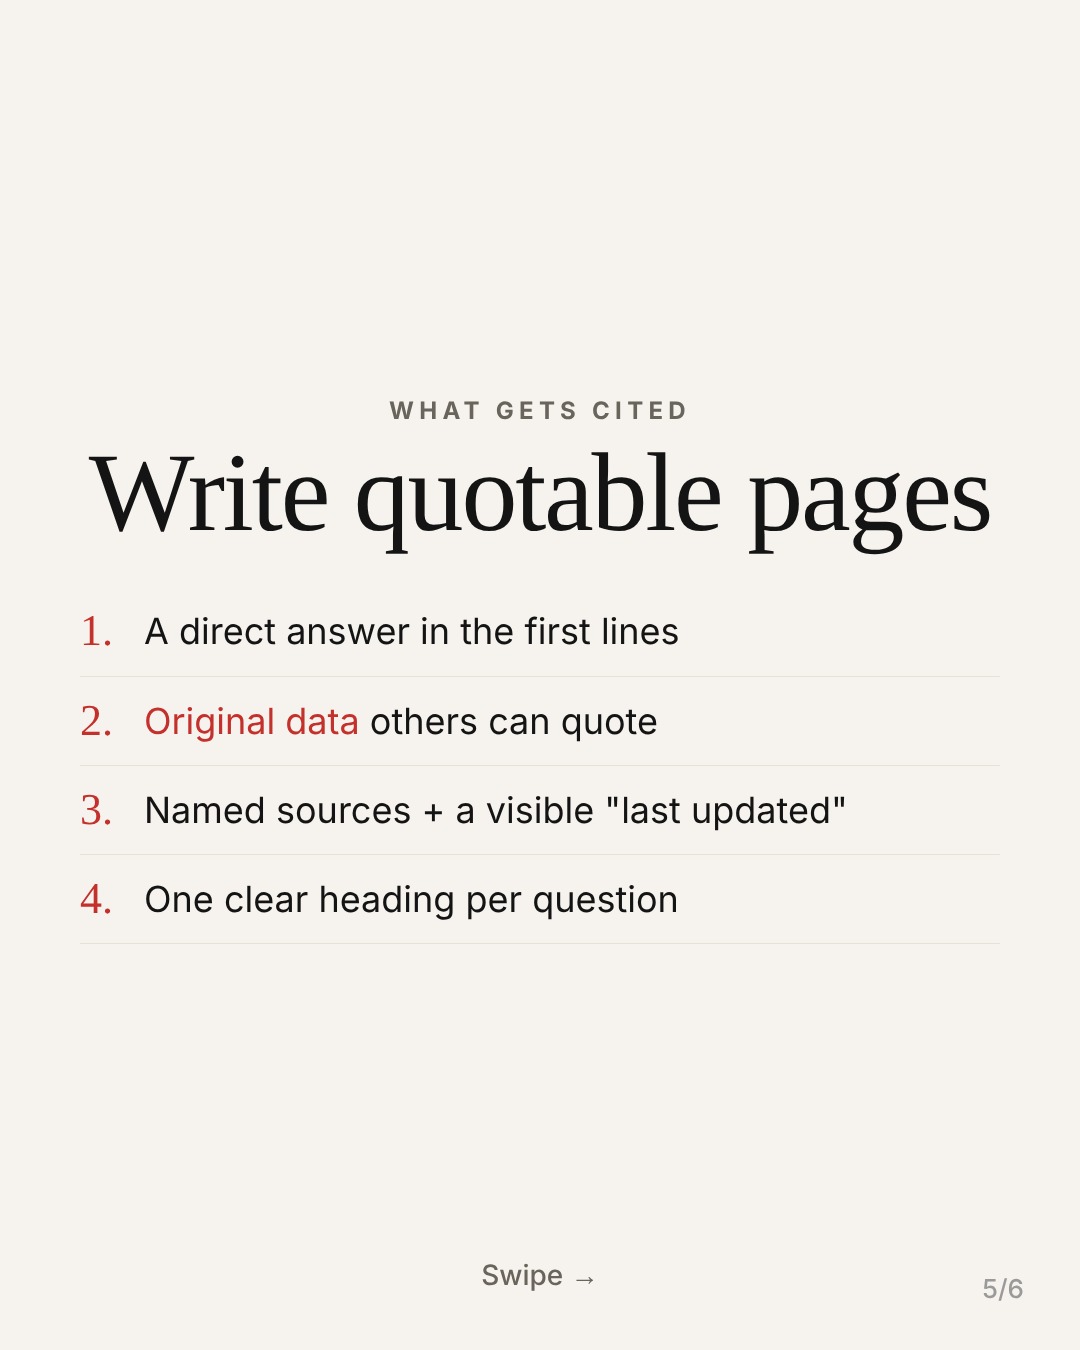 WHAT GETS CITED
Write quotable pages
1. A direct answer in the first lines
2. Original data others can quote
3. Named sources + a visible "last updated"
4. One clear heading per question
Swipe →
5/6